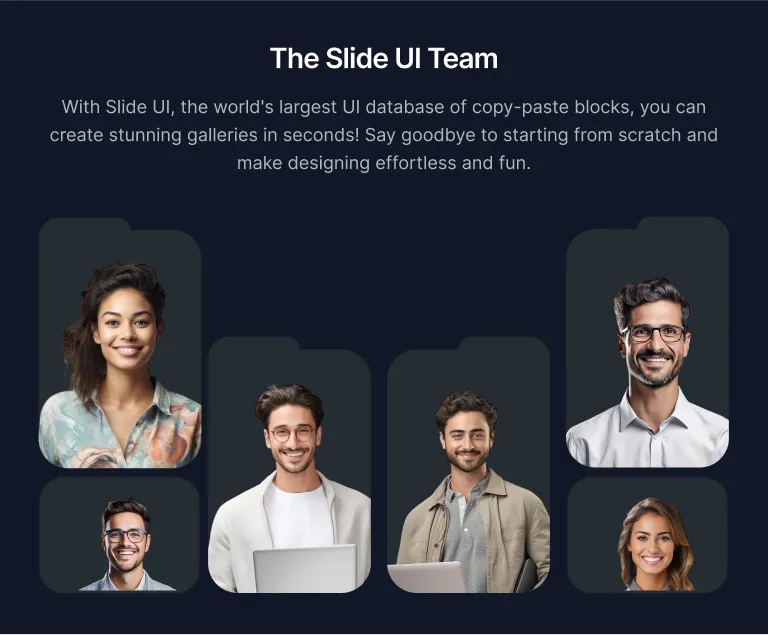 The Slide UI Team
With Slide UI, the world's largest UI database of copy-paste blocks, you can
create stunning galleries in seconds! Say goodbye to starting from scratch and
make designing effortless and fun.